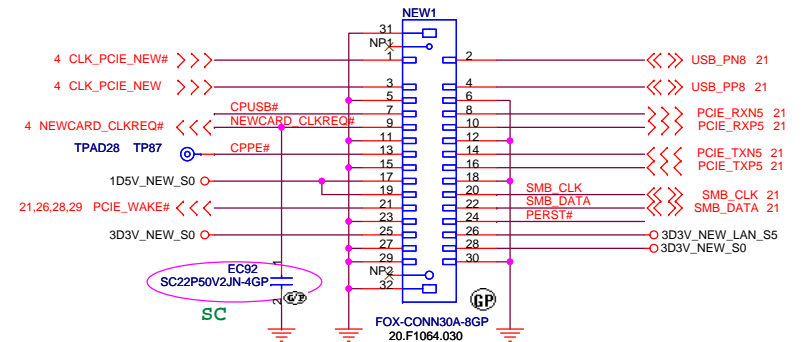 NEW1
31
NP1
4 CLK_PCIE_NEW# 1 2 USB_PN8 21
4 CLK_PCIE_NEW 3 4 USB_PP8 21
5 6
CPUSB# 7 8 PCIE_RXN5 21
4 NEWCARD_CLKREQ# NEWCARD_CLKREQ# 9 10 PCIE_RXP5 21
11 12
TPAD28 TP87 CPPE# 13 14 PCIE_TXN5 21
15 16 PCIE_TXP5 21
1D5V_NEW_S0 17 18
19 20 SMB_CLK SMB_CLK 21
21,26,28,29 PCIE_WAKE# 21 22 SMB_DATA SMB_DATA 21
23 24 PERST#
3D3V_NEW_S0 25 26 3D3V_NEW_LAN_S5
27 28 3D3V_NEW_S0
29 30
NP2
32
1
EC92
SC22P50V2JN-4GP
2 G/P
SC
GP
FOX-CONN30A-8GP
20.F1064.030